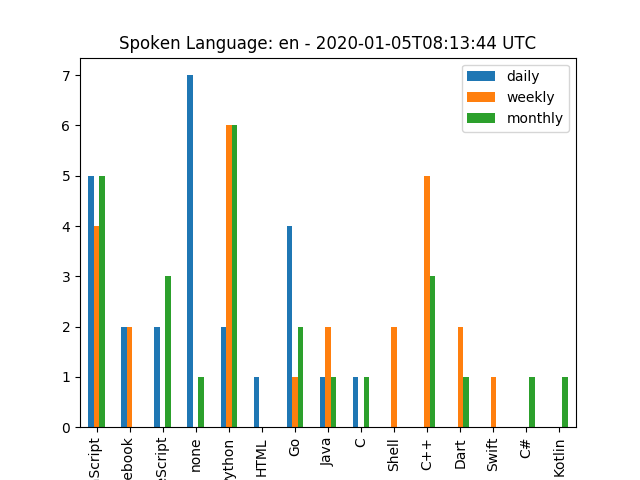 Spoken Language: en - 2020-01-05T08:13:44 UTC
daily
weekly
monthly
7
6
5
4
3
2
1
0
Script
ebook
Script
none
ython
HTML
Go
Java
C
Shell
C++
Dart
Swift
C#
Kotlin